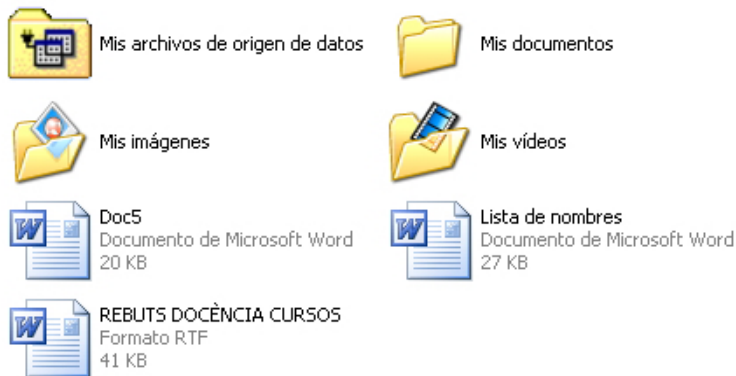 Mis archivos de origen de datos
Mis documentos
Mis imágenes
Mis vídeos
Doc5
Documento de Microsoft Word
20 KB
Lista de nombres
Documento de Microsoft Word
27 KB
REBUTS DOCÈNCIA CURSOS
Formato RTF
41 KB